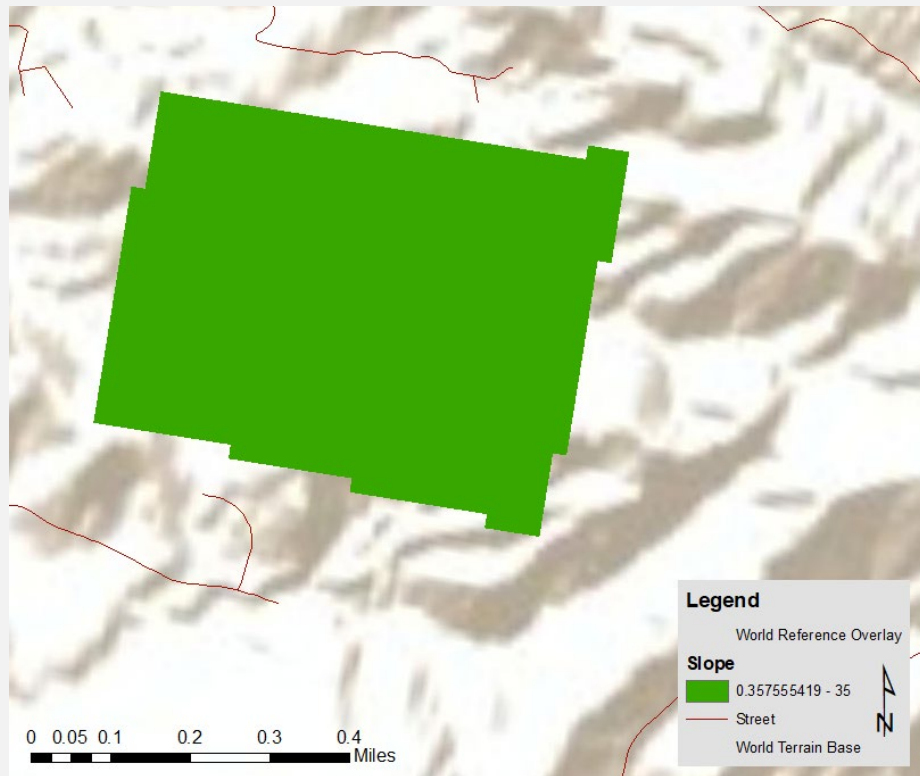 Legend
World Reference Overlay
Slope
0.357555419 - 35
Street
N
World Terrain Base
0 0.05 0.1 0.2 0.3 0.4
Miles